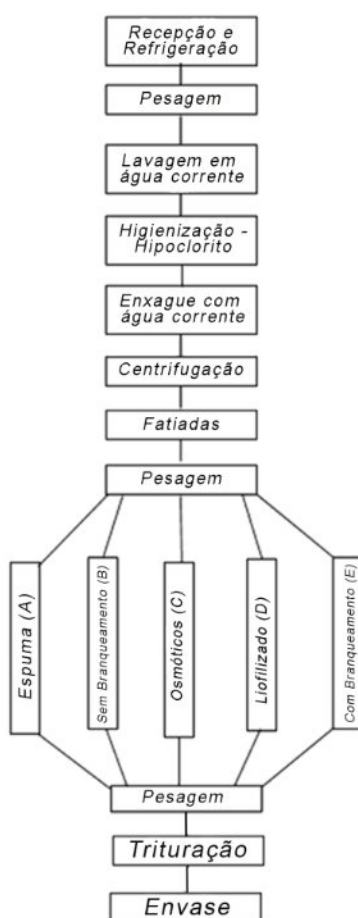 Recepção e
Refrigeração
Pesagem
Lavagem em
água corrente
Higienização -
Hipoclorito
Enxague com
água corrente
Centrifugação
Fatiadas
Pesagem
Espuma (A)
Sem Branqueamento (B)
Osmóticos (C)
Liofilizado (D)
Com Branqueamento (E)
Pesagem
Trituração
Envase